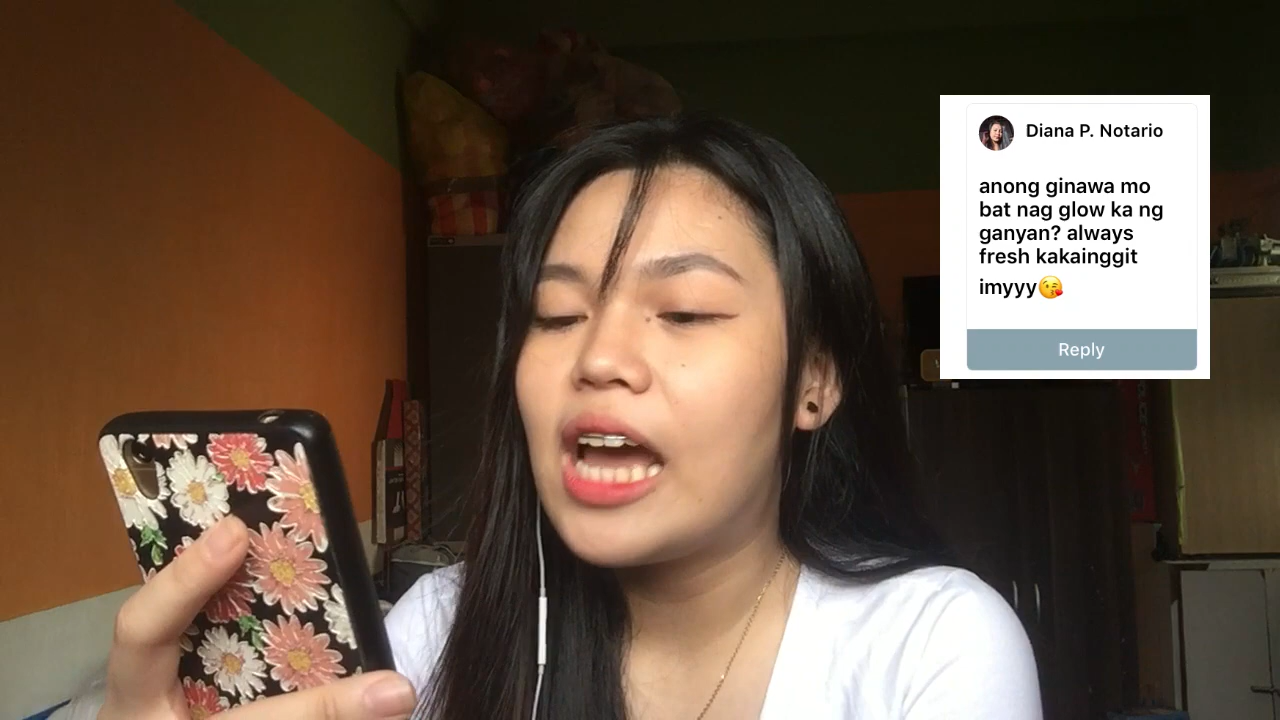 Diana P. Notario
anong ginawa mo
bat nag glow ka ng
ganyan? always
fresh kakainggit
imyyy😘
Reply